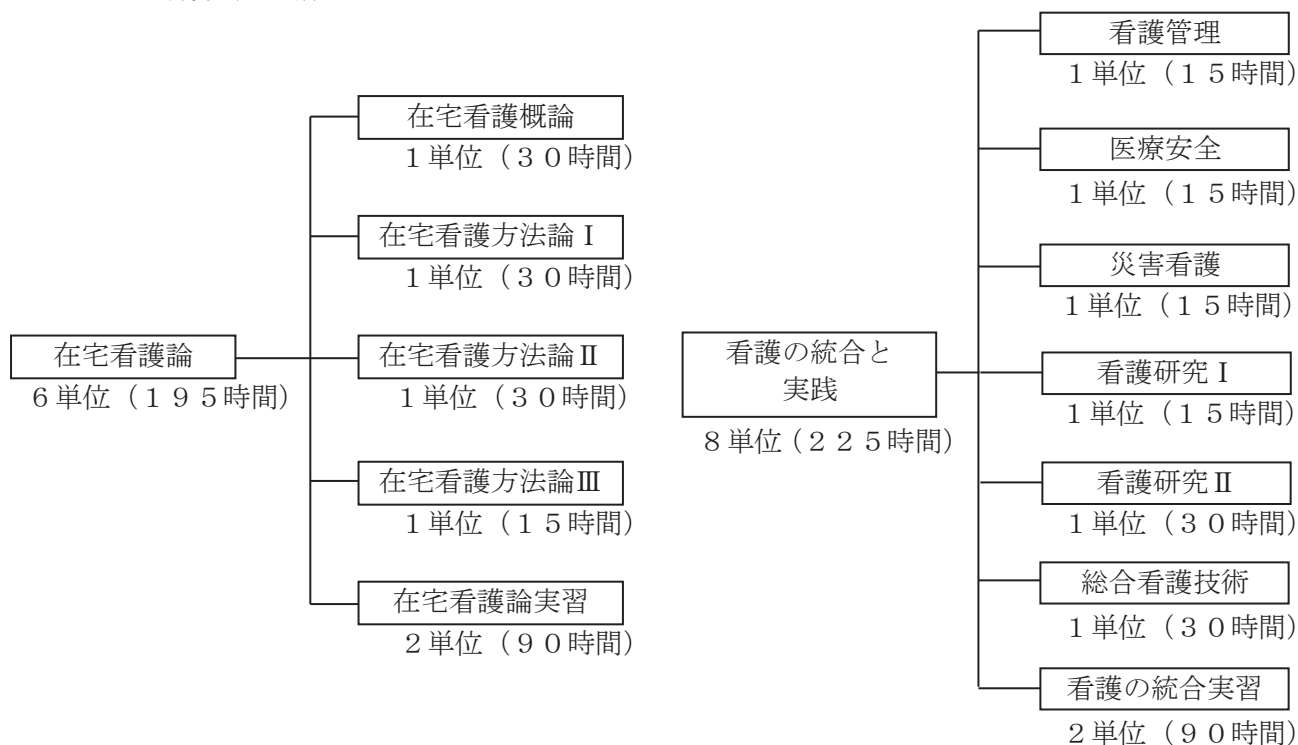 在宅看護論
6単位（195時間）
在宅看護概論
1単位（30時間）
在宅看護方法論Ⅰ
1単位（30時間）
在宅看護方法論Ⅱ
1単位（30時間）
在宅看護方法論Ⅲ
1単位（15時間）
在宅看護論実習
2単位（90時間）
看護の統合と
実践
8単位（225時間）
看護管理
1単位（15時間）
医療安全
1単位（15時間）
災害看護
1単位（15時間）
看護研究Ⅰ
1単位（15時間）
看護研究Ⅱ
1単位（30時間）
総合看護技術
1単位（30時間）
看護の統合実習
2単位（90時間）